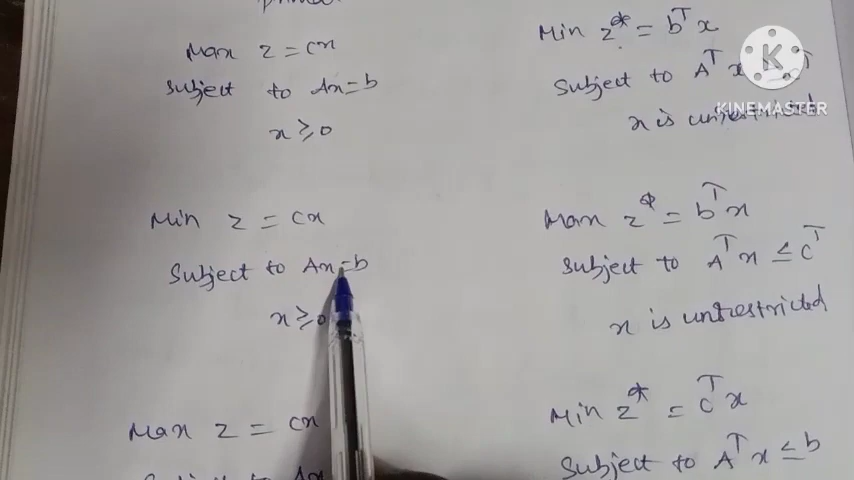 Max z = cx
Subject to Ax=b
x ≥ 0
Min z* = bᵀx
Subject to Aᵀx
x is unrestricted
KINEMASTER
Min z = cx
Subject to Ax=b
x ≥ 0
Max z* = bᵀx
Subject to Aᵀx ≤ cᵀ
x is unrestricted
Max z = cx
Min z* = cᵀx
Subject to Aᵀx ≤ b